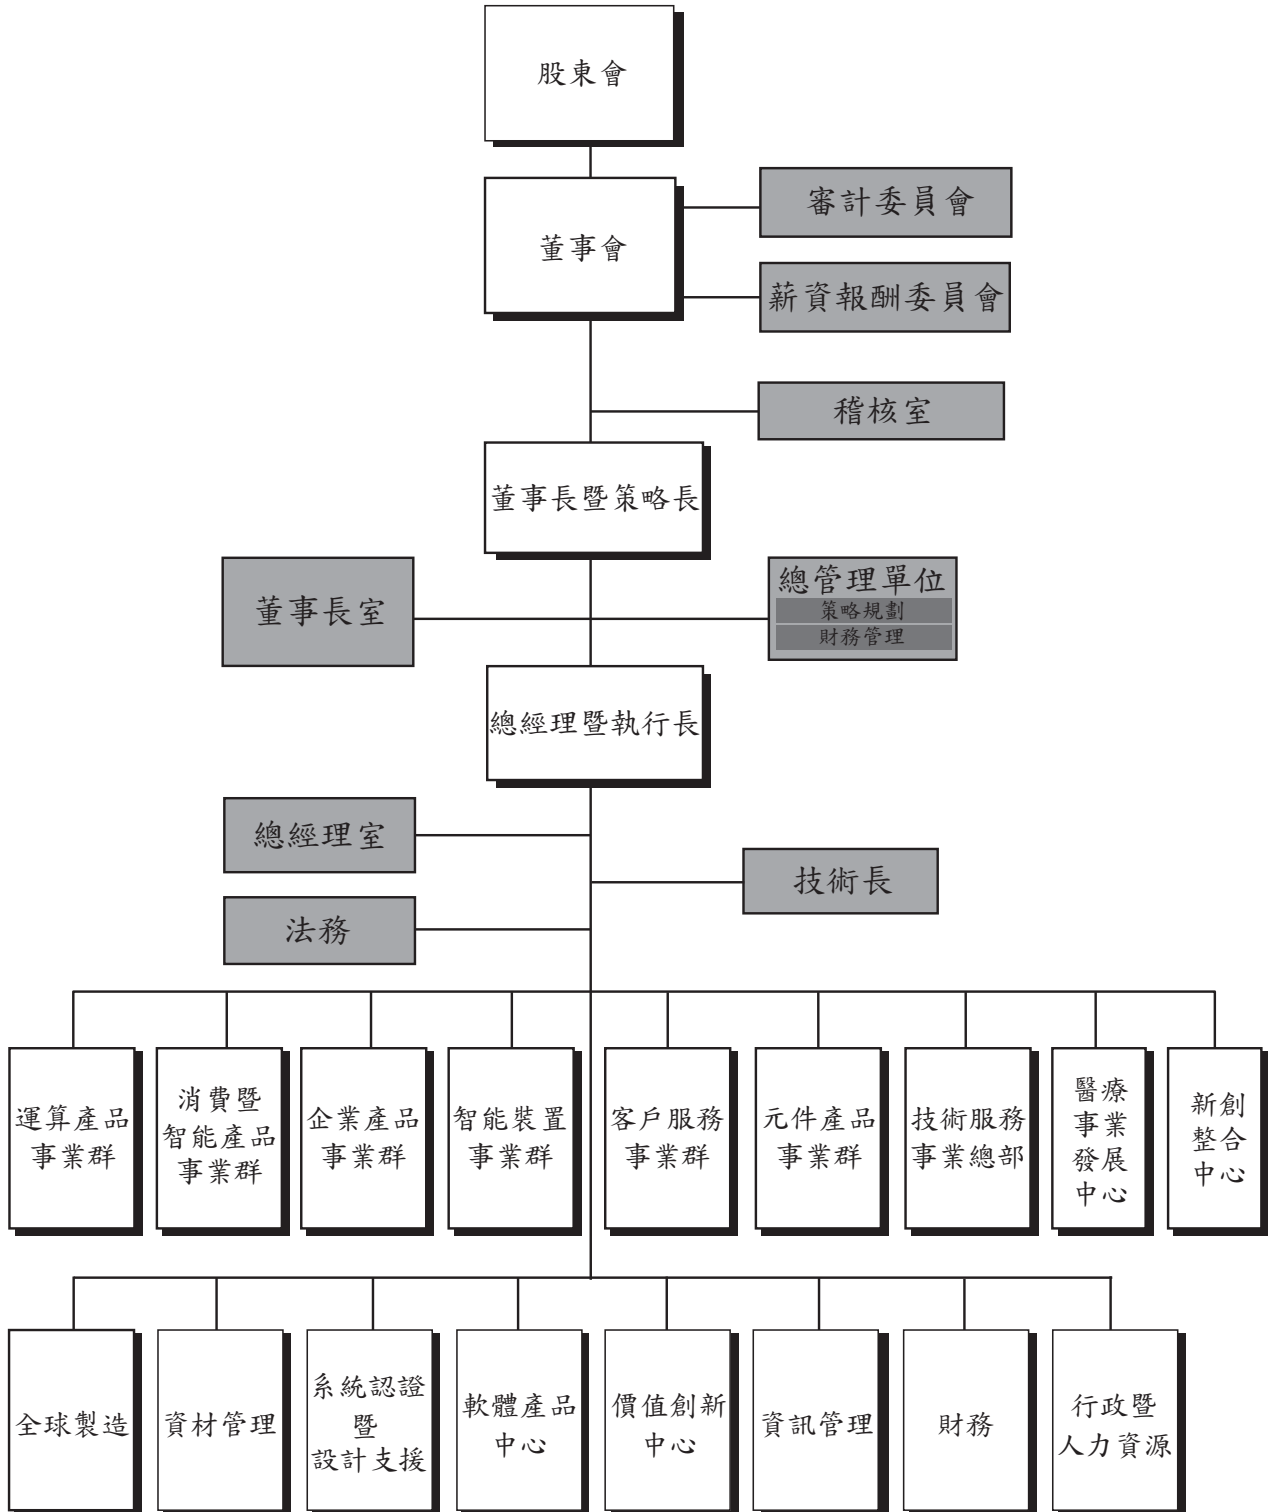 股東會
董事會
審計委員會
薪資報酬委員會
稽核室
董事長暨策略長
董事長室
總管理單位
策略規劃
財務管理
總經理暨執行長
總經理室
技術長
法務
運算產品
事業群
消費暨
智能產品
事業群
企業產品
事業群
智能裝置
事業群
客戶服務
事業群
元件產品
事業群
技術服務
事業總部
醫療
事業
發展
中心
新創
整合
中心
全球製造
資材管理
系統認證
暨
設計支援
軟體產品
中心
價值創新
中心
資訊管理
財務
行政暨
人力資源